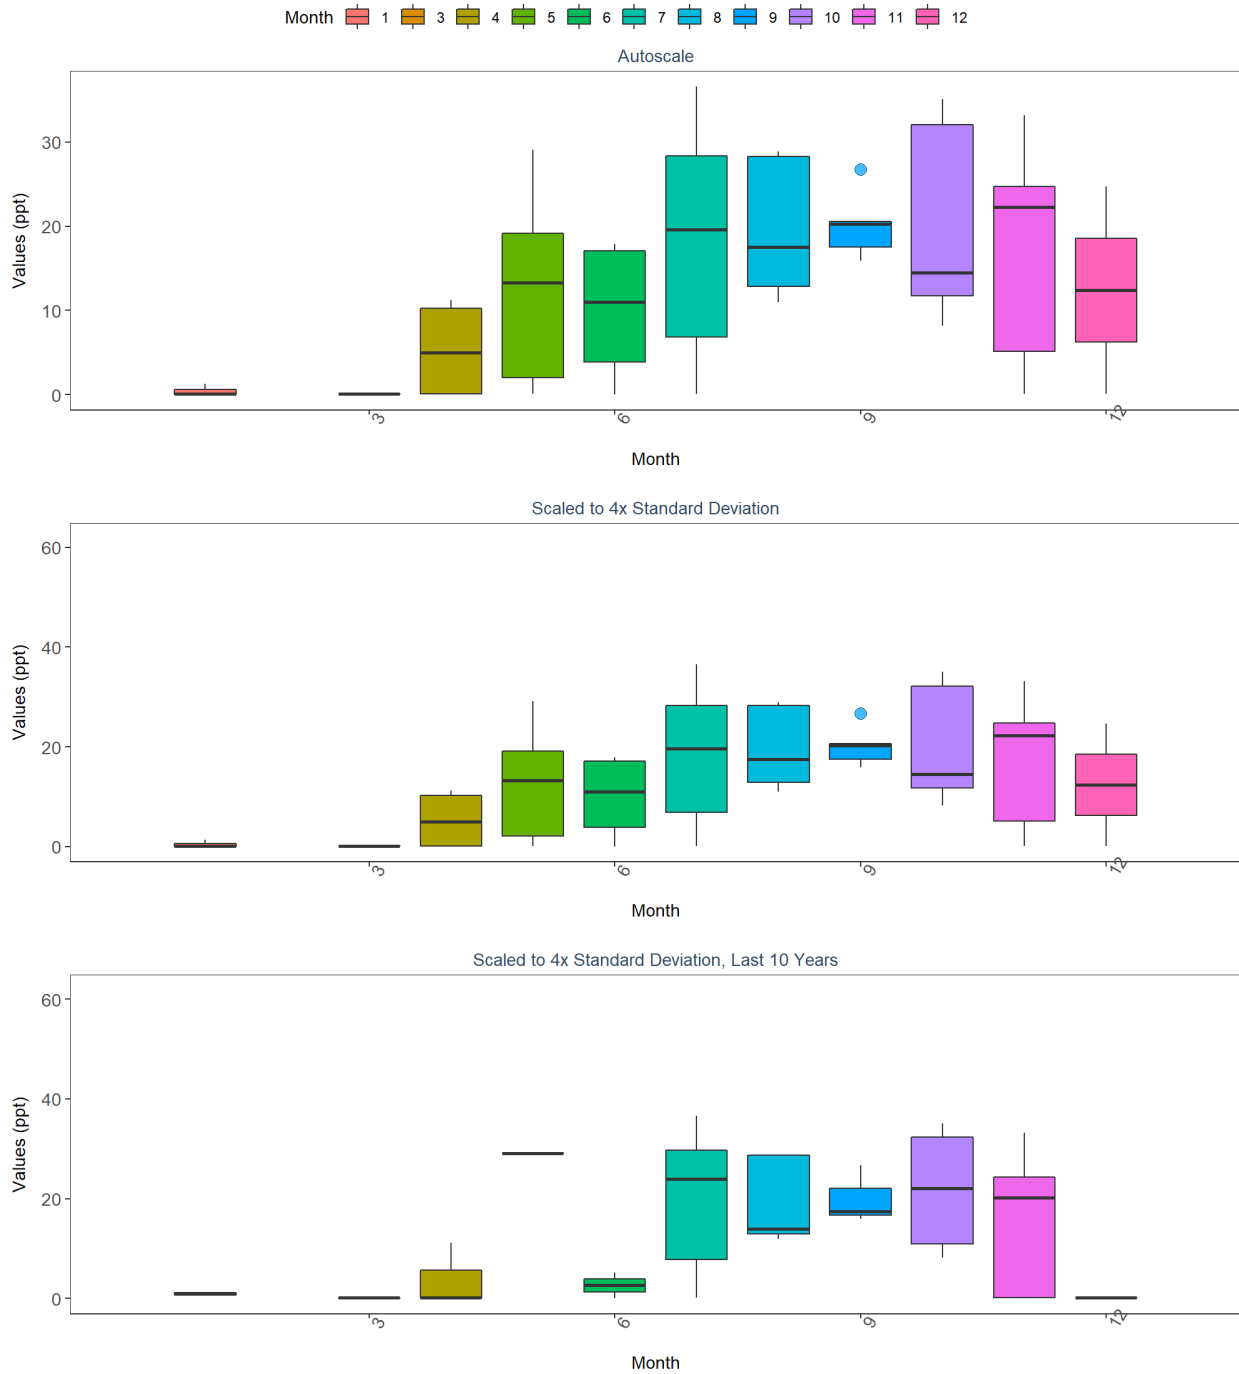 Month 1 3 4 5 6 7 8 9 10 11 12
Autoscale
Values (ppt)
30
20
10
0
3 6 9 12
Month
Scaled to 4x Standard Deviation
Values (ppt)
60
40
20
0
3 6 9 12
Month
Scaled to 4x Standard Deviation, Last 10 Years
Values (ppt)
60
40
20
0
3 6 9 12
Month